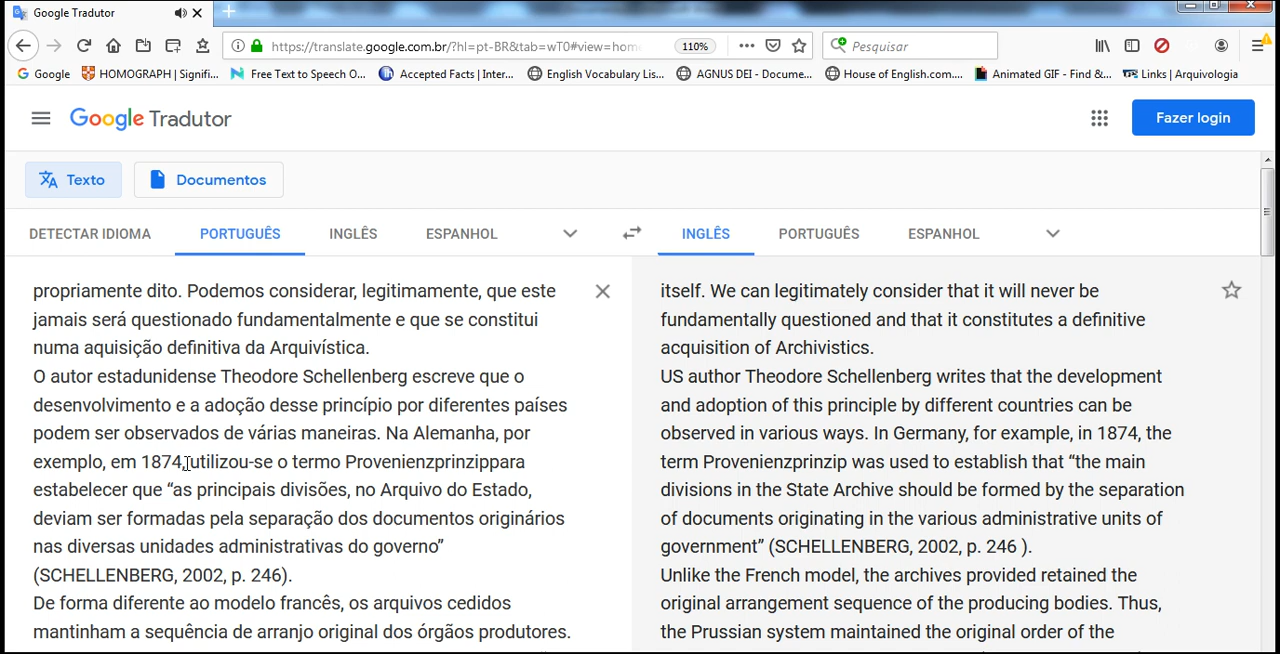 Google Tradutor
https://translate.google.com.br/?hl=pt-BR&tab=wT0#view=hom
110%
Pesquisar
Google
HOMOGRAPH | Signifi...
Free Text to Speech O...
Accepted Facts | Inter...
English Vocabulary Lis...
AGNUS DEI - Docume...
House of English.com....
Animated GIF - Find &...
Links | Arquivologia
Google Tradutor
Fazer login
Texto
Documentos
DETECTAR IDIOMA
PORTUGUÊS
INGLÊS
ESPANHOL
INGLÊS
PORTUGUÊS
ESPANHOL
propriamente dito. Podemos considerar, legitimamente, que este
jamais será questionado fundamentalmente e que se constitui
numa aquisição definitiva da Arquivística.
O autor estadunidense Theodore Schellenberg escreve que o
desenvolvimento e a adoção desse princípio por diferentes países
podem ser observados de várias maneiras. Na Alemanha, por
exemplo, em 1874, utilizou-se o termo Provenienzprinzippara
estabelecer que “as principais divisões, no Arquivo do Estado,
deviam ser formadas pela separação dos documentos originários
nas diversas unidades administrativas do governo”
(SCHELLENBERG, 2002, p. 246).
De forma diferente ao modelo francês, os arquivos cedidos
mantinham a sequência de arranjo original dos órgãos produtores.
itself. We can legitimately consider that it will never be
fundamentally questioned and that it constitutes a definitive
acquisition of Archivistics.
US author Theodore Schellenberg writes that the development
and adoption of this principle by different countries can be
observed in various ways. In Germany, for example, in 1874, the
term Provenienzprinzip was used to establish that “the main
divisions in the State Archive should be formed by the separation
of documents originating in the various administrative units of
government” (SCHELLENBERG, 2002, p. 246 ).
Unlike the French model, the archives provided retained the
original arrangement sequence of the producing bodies. Thus,
the Prussian system maintained the original order of the